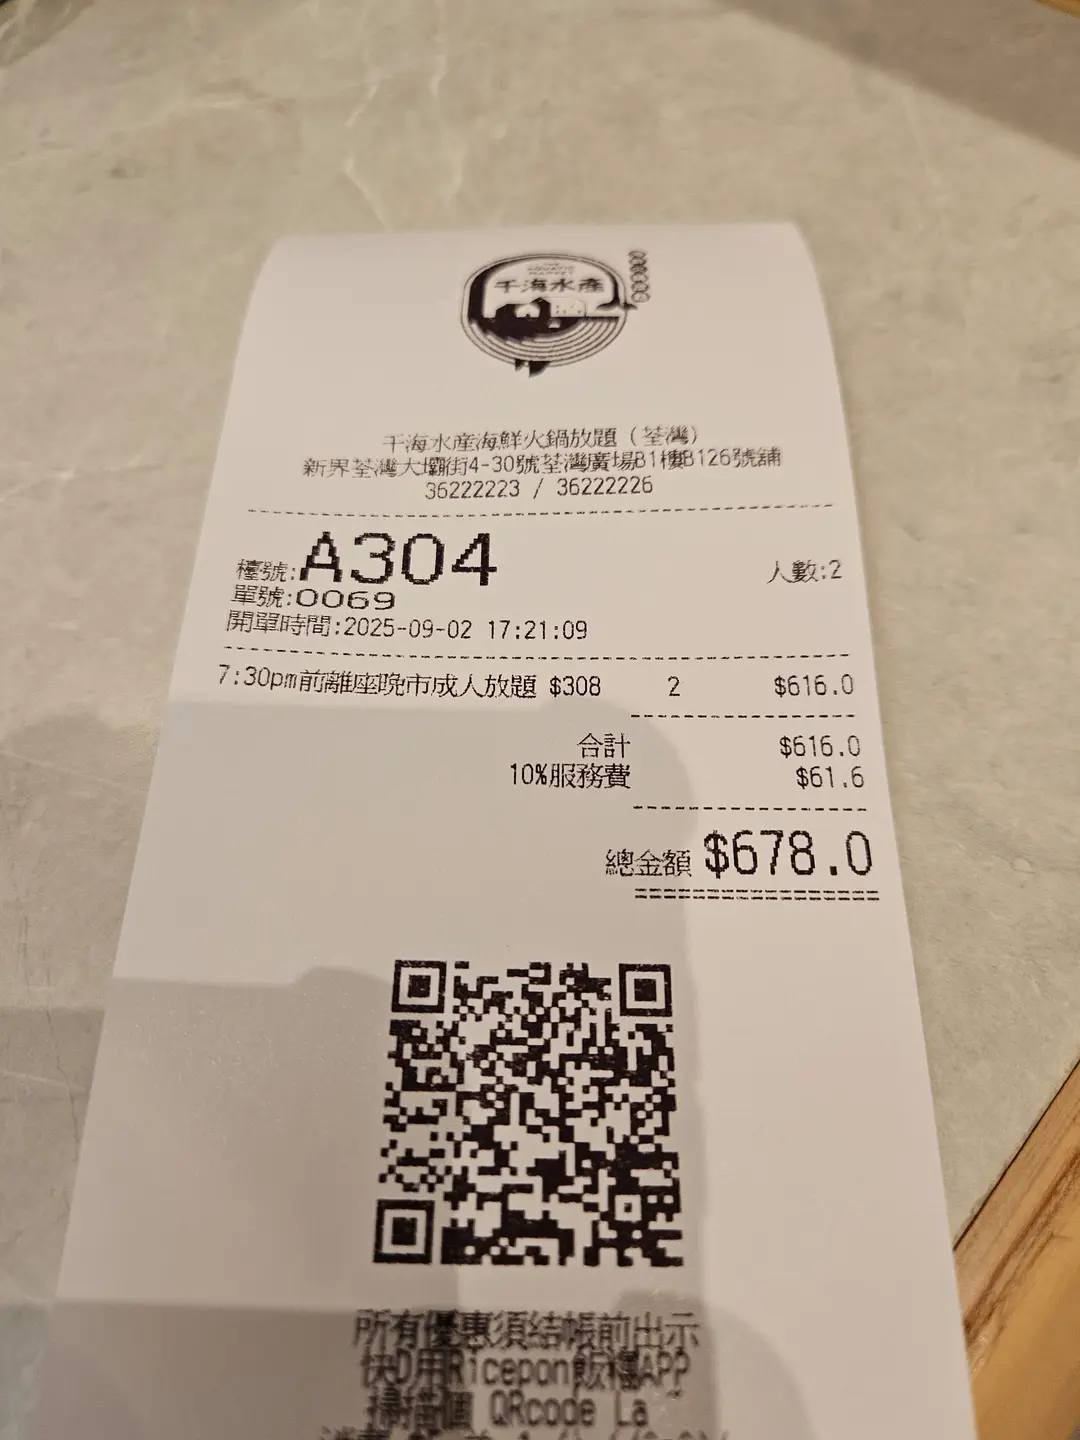 THE
AQUATIC
MARKET
千海水產
千海水產海鮮火鍋放題（荃灣）
新界荃灣大壩街4-30號荃灣廣場B1樓B126號舖
36222223 / 36222226
檯號:A304 人數:2
單號:0069
開單時間:2025-09-02 17:21:09
7:30pm前離座晚市成人放題 $308 2 $616.0
合計 $616.0
10%服務費 $61.6
總金額 $678.0
所有優惠須結帳前出示
快D用Ricepon飯糰APP
掃描個 QRcode La~